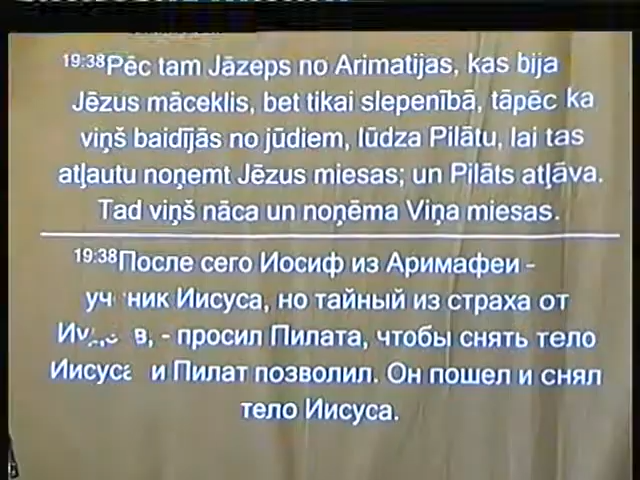 19:38Pēc tam Jāzeps no Arimatijas, kas bija
Jēzus māceklis, bet tikai slepenībā, tāpēc ka
viņš baidījās no jūdiem, lūdza Pilātu, lai tas
atļautu noņemt Jēzus miesas; un Pilāts atļāva.
Tad viņš nāca un noņēma Viņa miesas.
19:38После сего Иосиф из Аримафеи -
ученик Иисуса, но тайный из страха от
- просил Пилата, чтобы снять тело
Иисуса и Пилат позволил. Он пошел и снял
тело Иисуса.